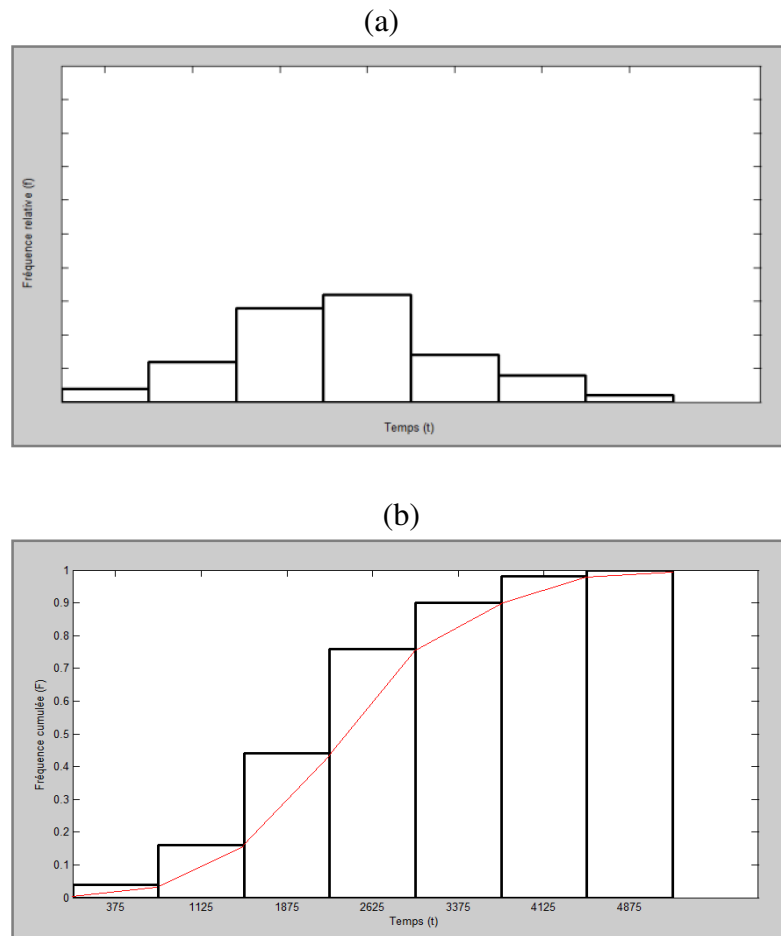 (a)
Fréquence relative (f)
Temps (t)
(b)
1
0.9
0.8
0.7
0.6
0.5
0.4
0.3
0.2
0.1
0
Fréquence cumulée (F)
375 1125 1875 2625 3375 4125 4875
Temps (t)